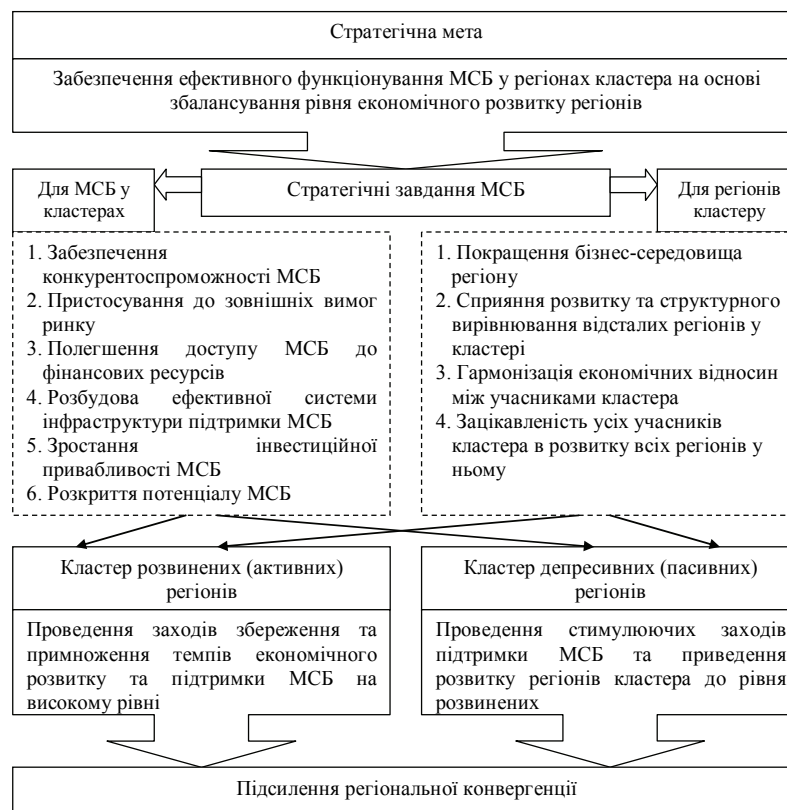 Стратегічна мета
Забезпечення ефективного функціонування МСБ у регіонах кластера на основі
збалансування рівня економічного розвитку регіонів
Для МСБ у
кластерах
Стратегічні завдання МСБ
Для регіонів
кластеру
1. Забезпечення
конкурентоспроможності МСБ
2. Пристосування до зовнішніх вимог
ринку
3. Полегшення доступу МСБ до
фінансових ресурсів
4. Розбудова ефективної системи
інфраструктури підтримки МСБ
5. Зростання інвестиційної
привабливості МСБ
6. Розкриття потенціалу МСБ
1. Покращення бізнес-середовища
регіону
2. Сприяння розвитку та структурного
вирівнювання відсталих регіонів у
кластері
3. Гармонізація економічних відносин
між учасниками кластера
4. Зацікавленість усіх учасників
кластера в розвитку всіх регіонів у
ньому
Кластер розвинених (активних)
регіонів
Проведення заходів збереження та
примноження темпів економічного
розвитку та підтримки МСБ на
високому рівні
Кластер депресивних (пасивних)
регіонів
Проведення стимулюючих заходів
підтримки МСБ та приведення
розвитку регіонів кластера до рівня
розвинених
Підсилення регіональної конвергенції